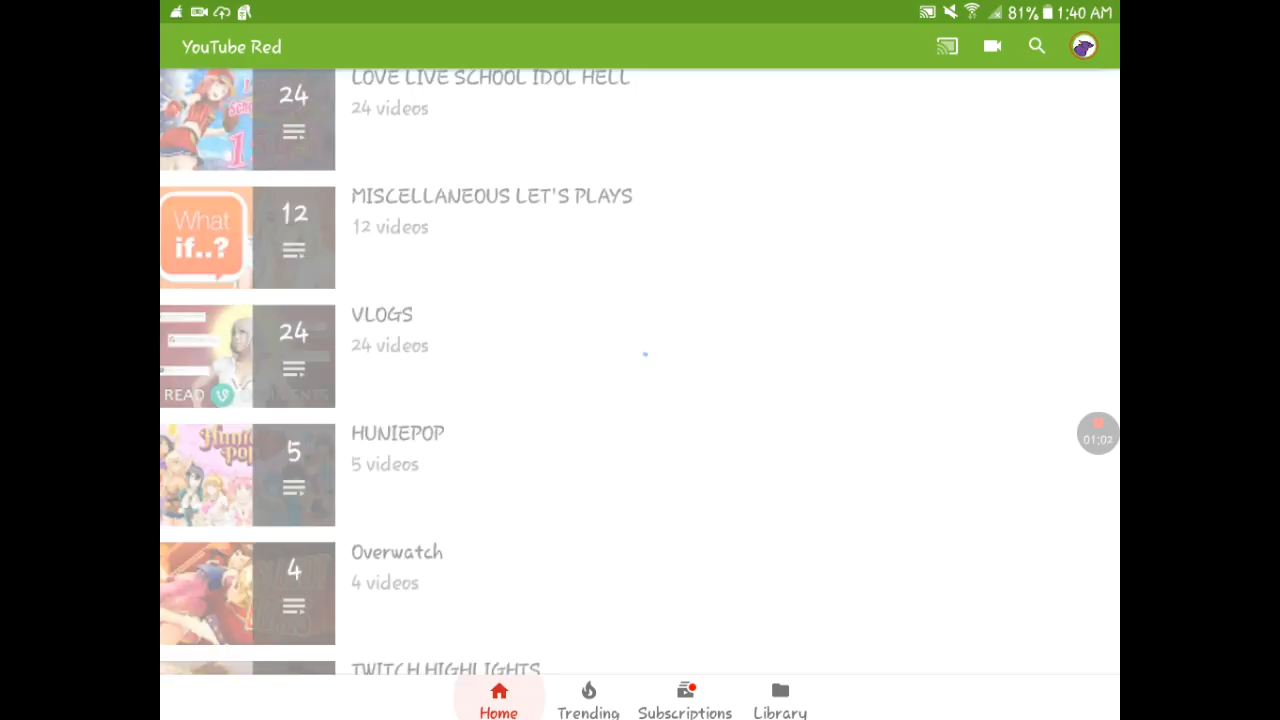 81% 1:40 AM
YouTube Red
LOVE LIVE SCHOOL IDOL HELL
24
24 videos
MISCELLANEOUS LET'S PLAYS
What
if..?
12
12 videos
VLOGS
24
24 videos
READ
HUNIEPOP
5
5 videos
Overwatch
4
4 videos
TWITCH HIGHLIGHTS
01:02
Home
Trending
Subscriptions
Library